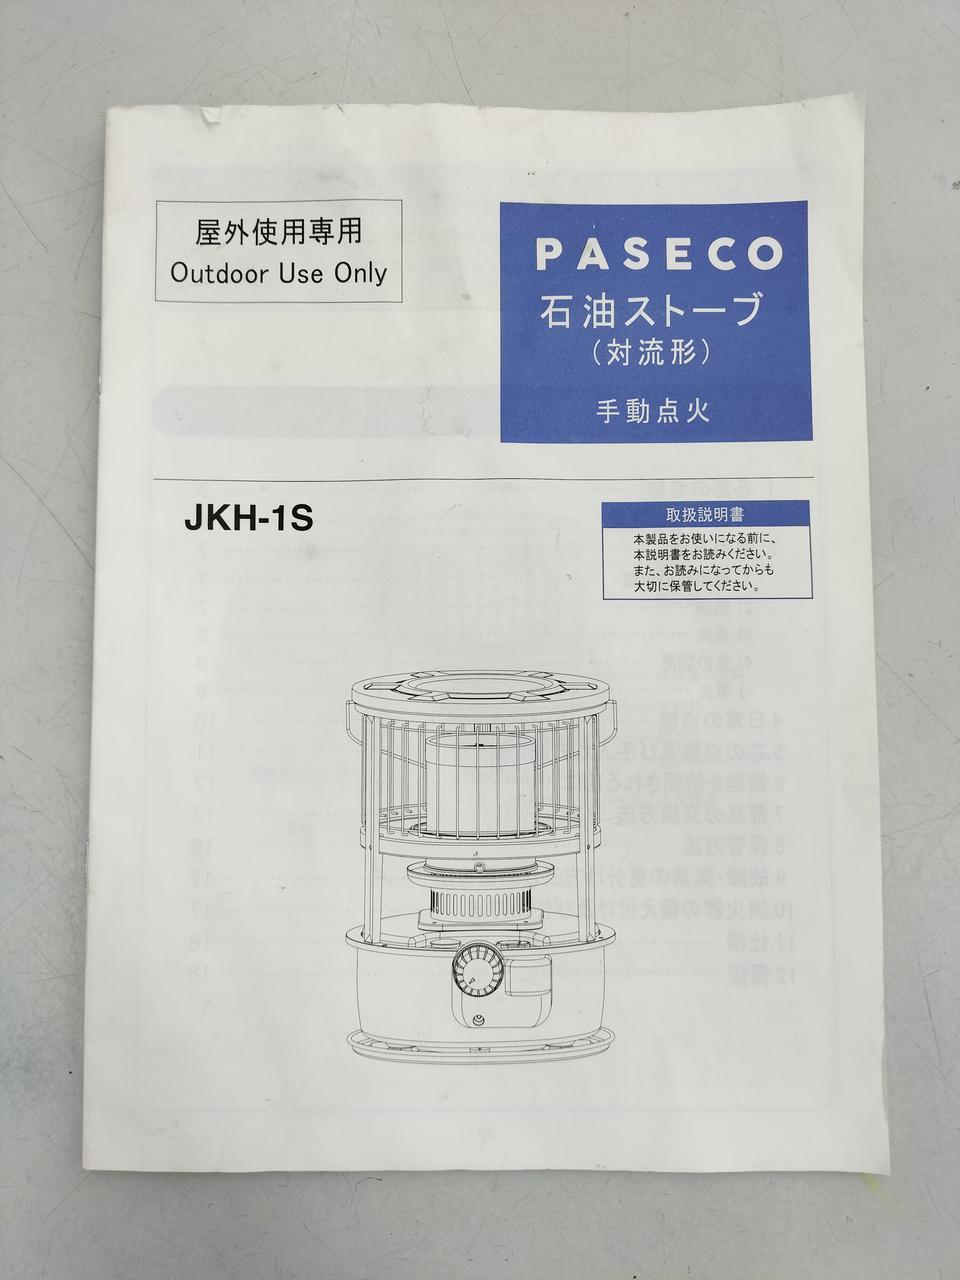 屋外使用専用
Outdoor Use Only
PASECO
石油ストーブ
（対流形）
手動点火
JKH-1S
取扱説明書
本製品をお使いになる前に、
本説明書をお読みください。
また、お読みになってからも
大切に保管してください。